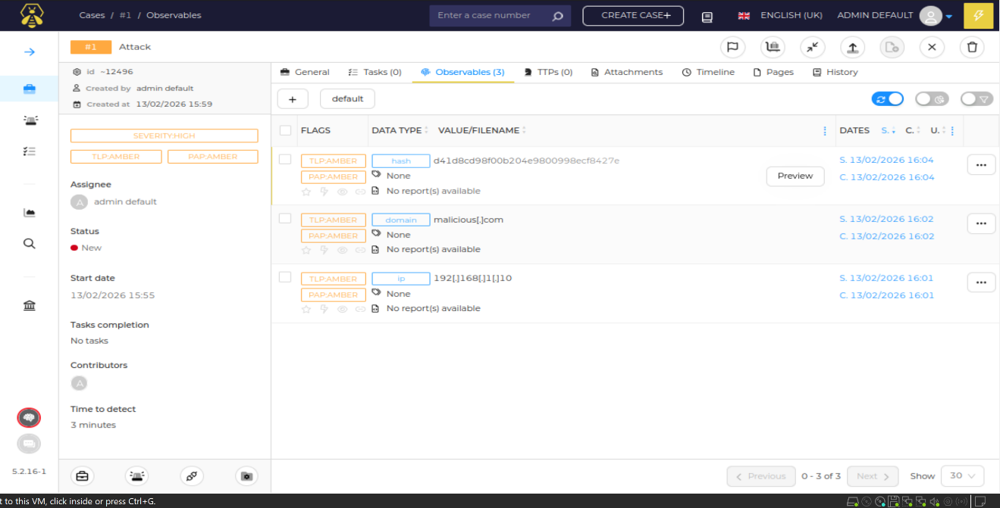 Cases / #1 / Observables
Enter a case number
CREATE CASE+
ENGLISH (UK)
ADMIN DEFAULT
#1 Attack
id ~12496
Created by admin default
Created at 13/02/2026 15:59
SEVERITY:HIGH
TLP:AMBER PAP:AMBER
Assignee
A admin default
Status
New
Start date
13/02/2026 15:55
Tasks completion
No tasks
Contributors
A
Time to detect
3 minutes
5.2.16-1
General Tasks (0) Observables (3) TTPs (0) Attachments Timeline Pages History
+ default
FLAGS DATA TYPE VALUE/FILENAME DATES S. C. U.
TLP:AMBER hash d41d8cd98f00b204e9800998ecf8427e S. 13/02/2026 16:04
PAP:AMBER None Preview C. 13/02/2026 16:04
No report(s) available
TLP:AMBER domain malicious[.]com S. 13/02/2026 16:02
PAP:AMBER None C. 13/02/2026 16:02
No report(s) available
TLP:AMBER ip 192[.]168[.]1[.]10 S. 13/02/2026 16:01
PAP:AMBER None C. 13/02/2026 16:01
No report(s) available
Previous 0 - 3 of 3 Next Show 30
t to this VM, click inside or press Ctrl+G.